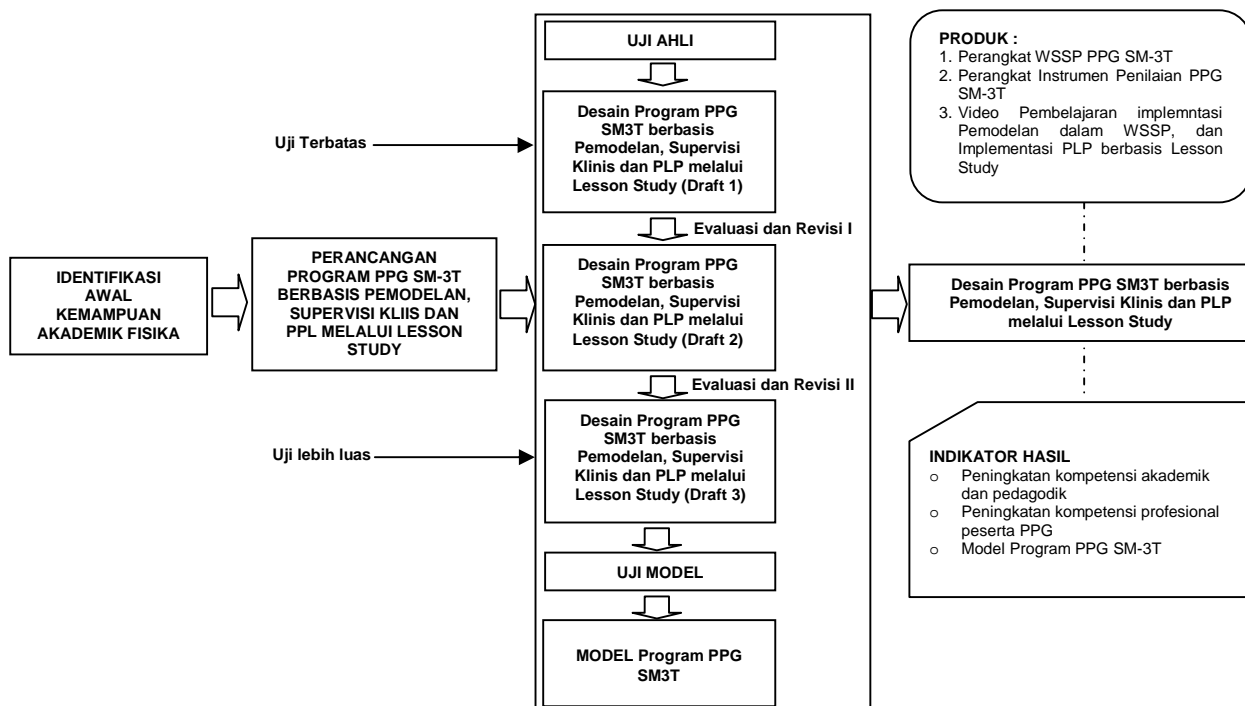 IDENTIFIKASI
AWAL
KEMAMPUAN
AKADEMIK FISIKA
PERANCANGAN
PROGRAM PPG SM-3T
BERBASIS PEMODELAN,
SUPERVISI KLIIS DAN
PPL MELALUI LESSON
STUDY
UJI AHLI
Uji Terbatas
Desain Program PPG
SM3T berbasis
Pemodelan, Supervisi
Klinis dan PLP melalui
Lesson Study (Draft 1)
Evaluasi dan Revisi I
Desain Program PPG
SM3T berbasis
Pemodelan, Supervisi
Klinis dan PLP melalui
Lesson Study (Draft 2)
Evaluasi dan Revisi II
Uji lebih luas
Desain Program PPG
SM3T berbasis
Pemodelan, Supervisi
Klinis dan PLP melalui
Lesson Study (Draft 3)
UJI MODEL
MODEL Program PPG
SM3T
PRODUK :
1. Perangkat WSSP PPG SM-3T
2. Perangkat Instrumen Penilaian PPG
SM-3T
3. Video Pembelajaran implemntasi
Pemodelan dalam WSSP, dan
Implementasi PLP berbasis Lesson
Study
Desain Program PPG SM3T berbasis
Pemodelan, Supervisi Klinis dan PLP
melalui Lesson Study
INDIKATOR HASIL
o Peningkatan kompetensi akademik
dan pedagodik
o Peningkatan kompetensi profesional
peserta PPG
o Model Program PPG SM-3T